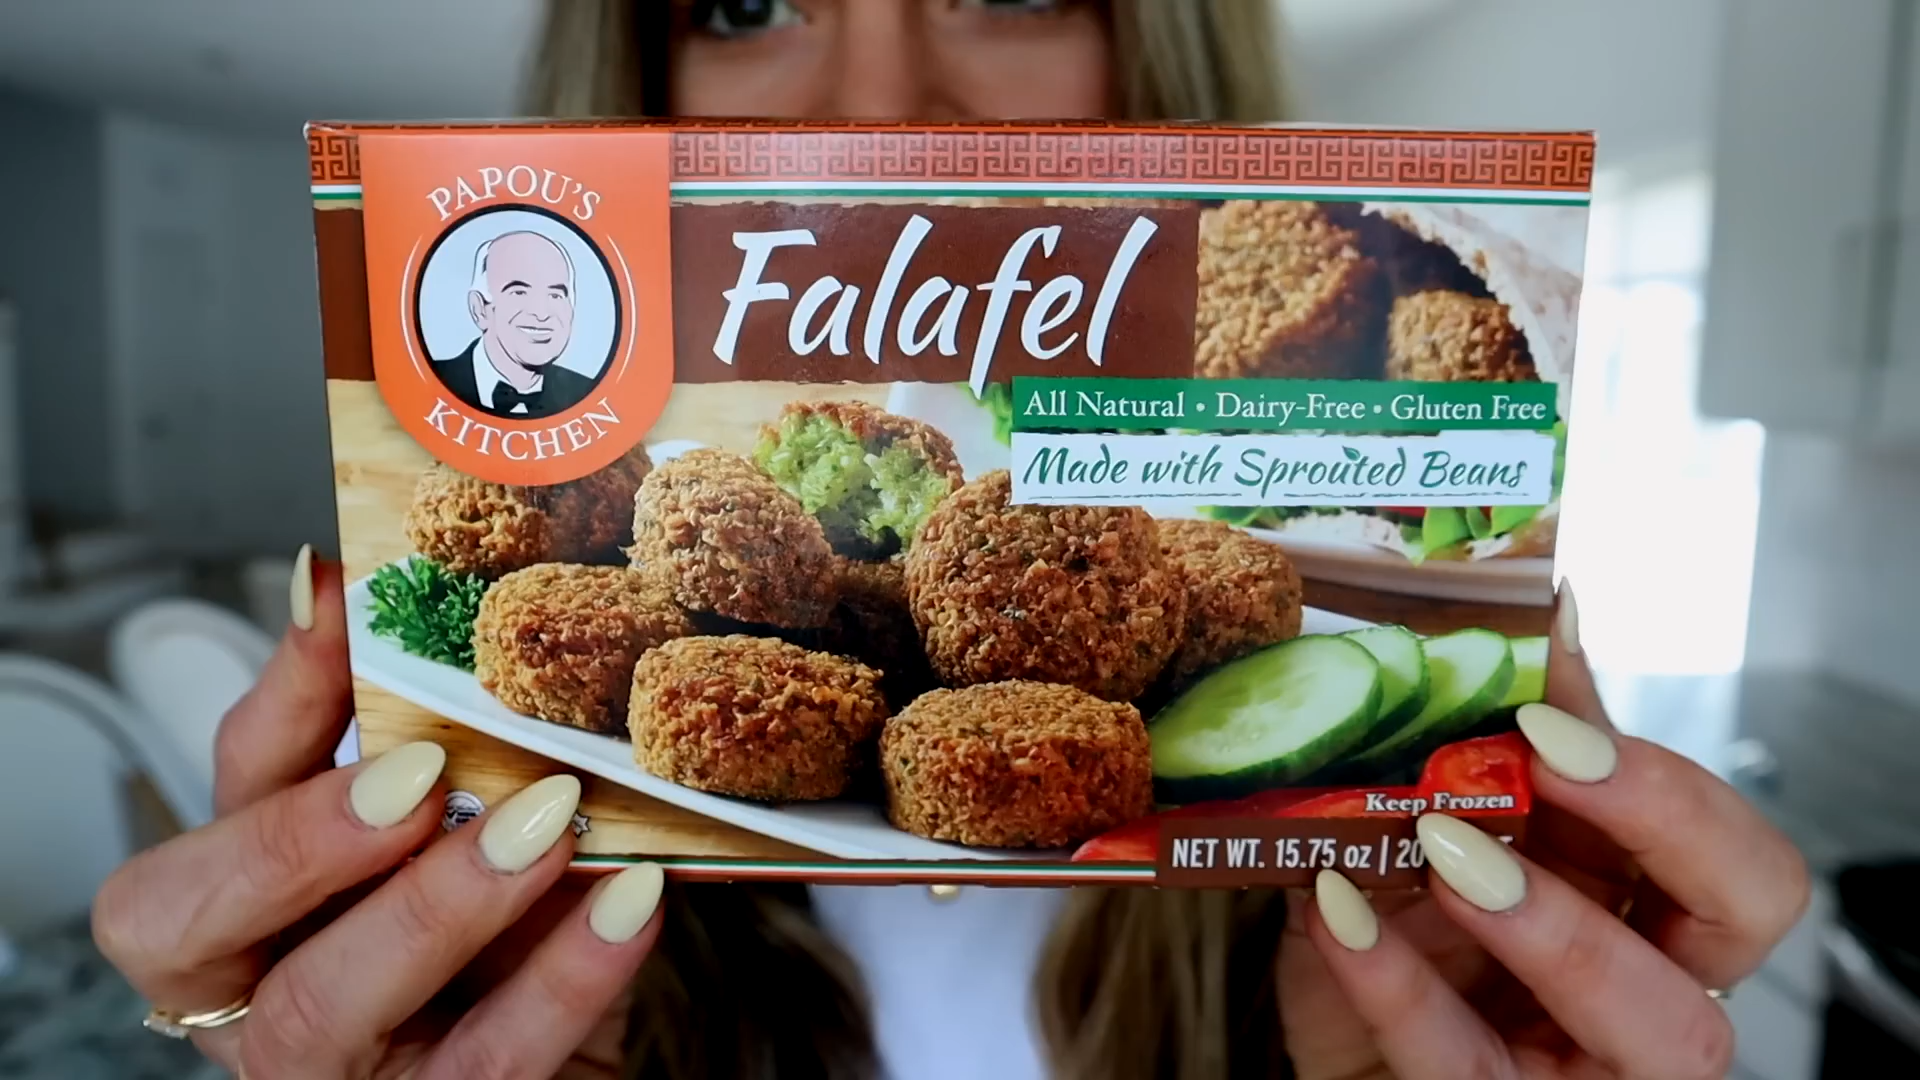 PAPOU'S
KITCHEN
Falafel
All Natural • Dairy-Free • Gluten Free
Made with Sprouted Beans
Keep Frozen
NET WT. 15.75 oz | 20